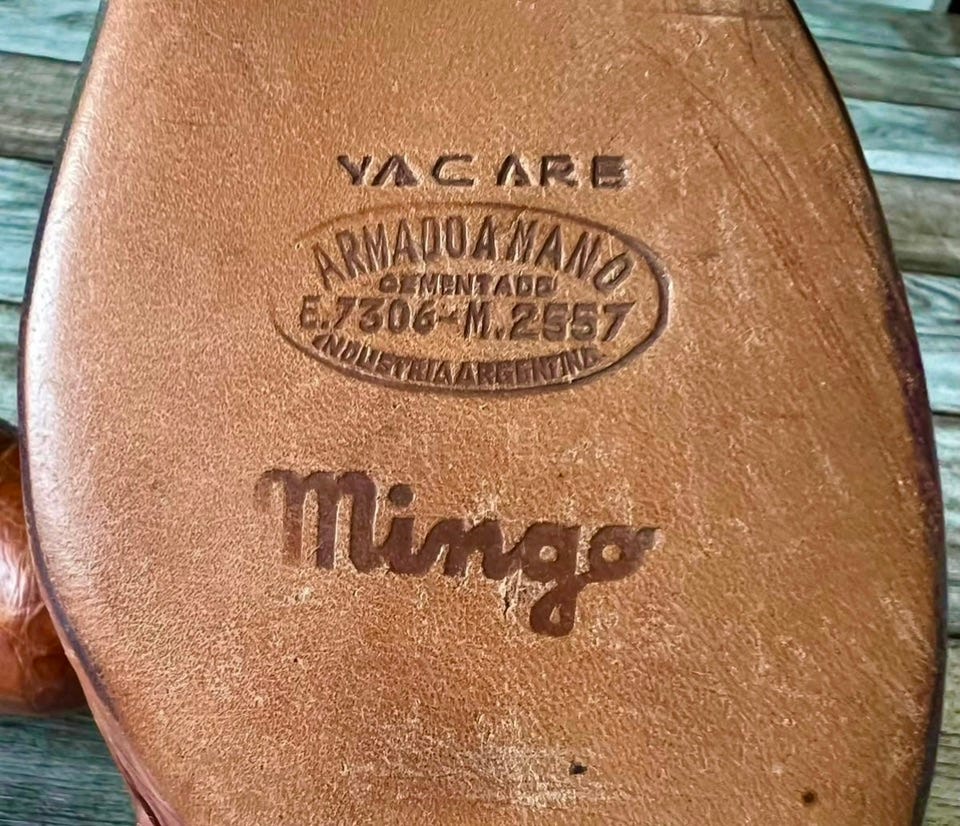 YACARE
ARMADO A MANO
CEMENTADO
E.7306-M.2557
INDUSTRIA ARGENTINA
Mingo